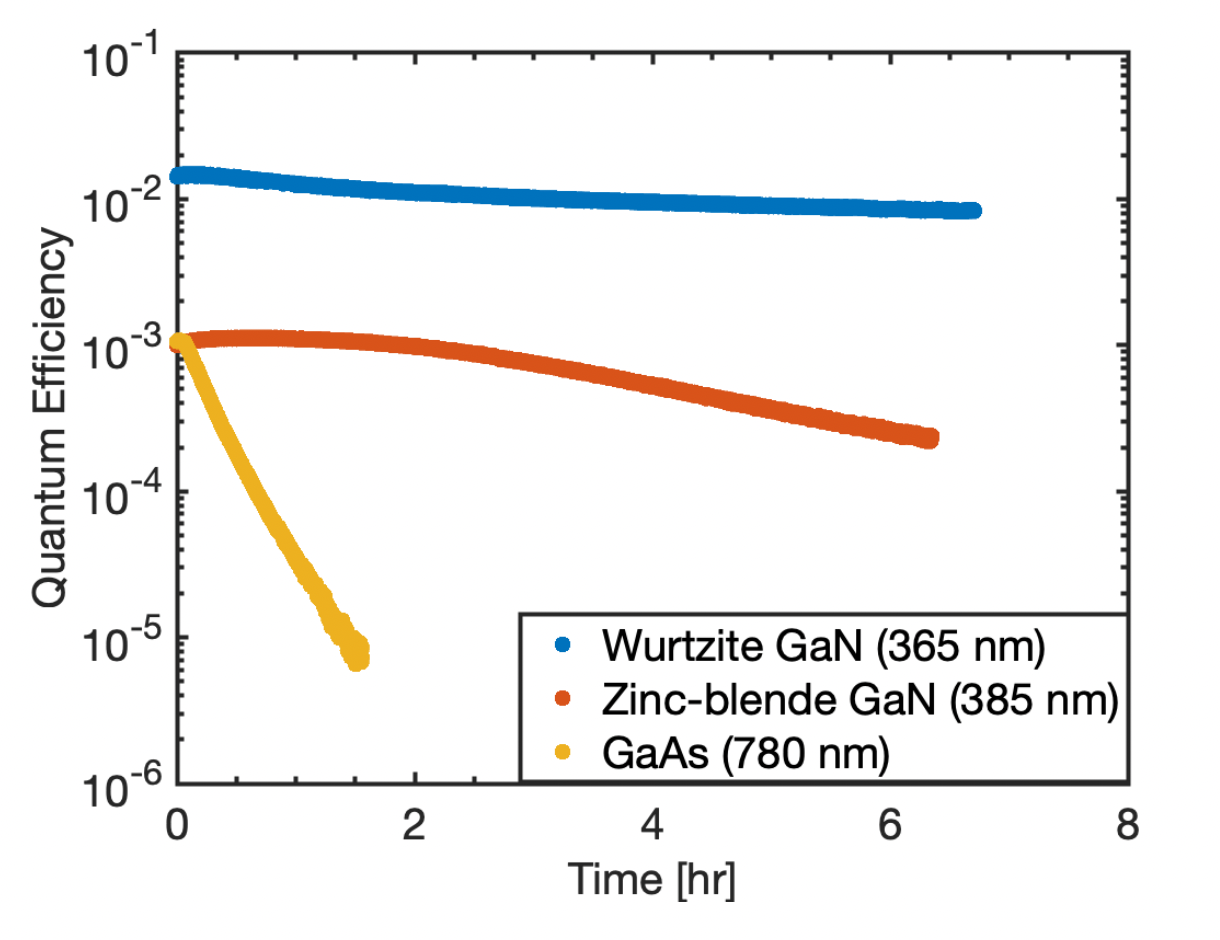 10⁻¹
10⁻²
10⁻³
10⁻⁴
10⁻⁵
10⁻⁶
Quantum Efficiency
Wurtzite GaN (365 nm)
Zinc-blende GaN (385 nm)
GaAs (780 nm)
0 2 4 6 8
Time [hr]